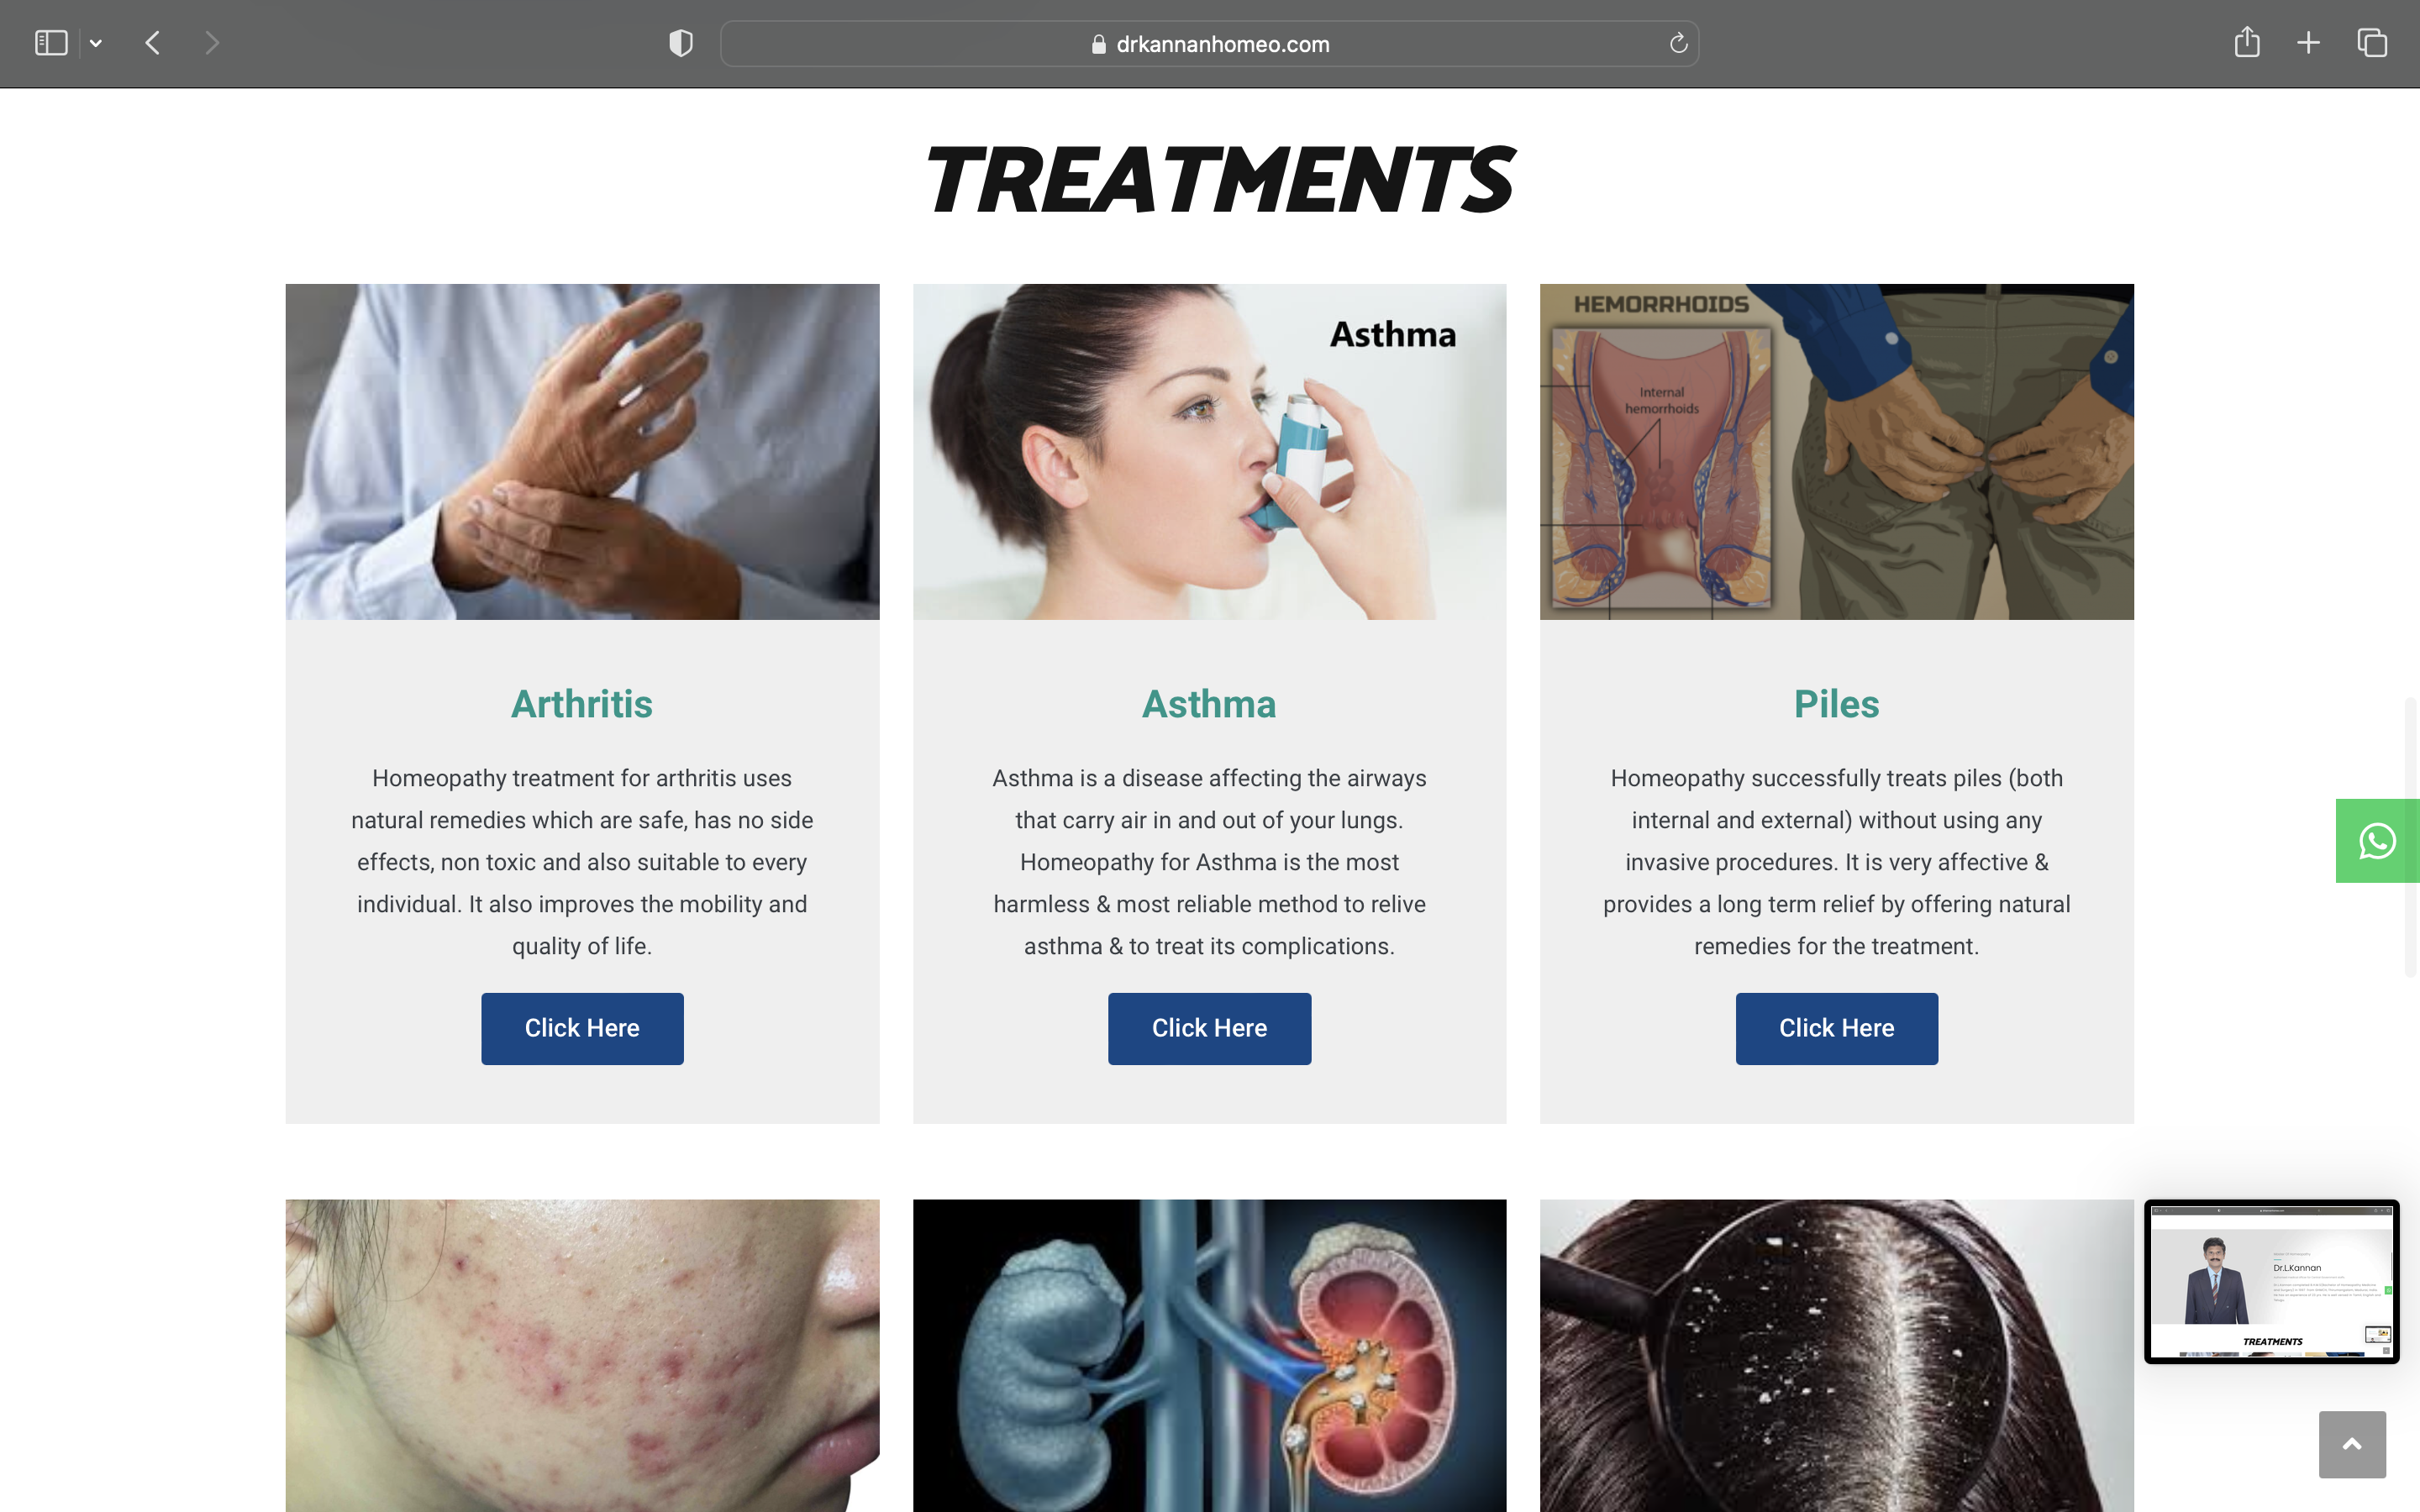 drkannanhomeo.com
TREATMENTS
Asthma
HEMORRHOIDS
Internal
hemorrhoids
Arthritis
Homeopathy treatment for arthritis uses
natural remedies which are safe, has no side
effects, non toxic and also suitable to every
individual. It also improves the mobility and
quality of life.
Click Here
Asthma
Asthma is a disease affecting the airways
that carry air in and out of your lungs.
Homeopathy for Asthma is the most
harmless & most reliable method to relive
asthma & to treat its complications.
Click Here
Piles
Homeopathy successfully treats piles (both
internal and external) without using any
invasive procedures. It is very affective &
provides a long term relief by offering natural
remedies for the treatment.
Click Here
Dr.L.Kannan
TREATMENTS